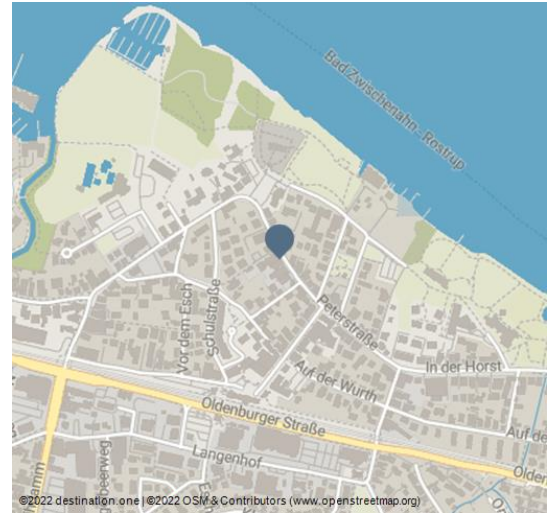 Bad Zwischenahn - Rostrup
Vor dem Esch
Schulstraße
Peterstraße
In der Horst
Auf der Wurth
Auf de
Oldenburger Straße
Olden
Langenhof
©2022 destination.one | ©2022 OSM & Contributors (www.openstreetmap.org)